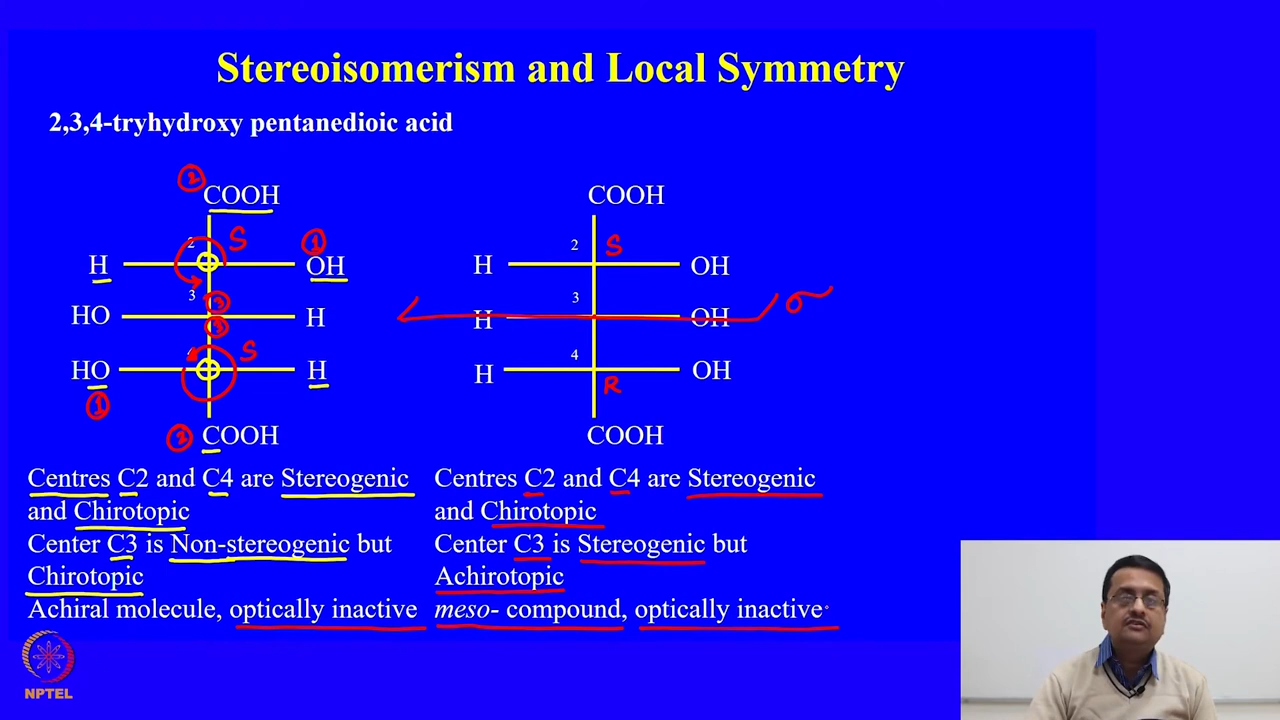 Stereoisomerism and Local Symmetry
2,3,4-tryhydroxy pentanedioic acid
2 COOH
2 S 1
H OH
3 3
HO H
3
4 S
HO H
1
2 COOH
Centres C2 and C4 are Stereogenic
and Chirotopic
Center C3 is Non-stereogenic but
Chirotopic
Achiral molecule, optically inactive
COOH
2 S
H OH
3 σ
H OH
4
H OH
R
COOH
Centres C2 and C4 are Stereogenic
and Chirotopic
Center C3 is Stereogenic but
Achirotopic
meso- compound, optically inactive
NPTEL